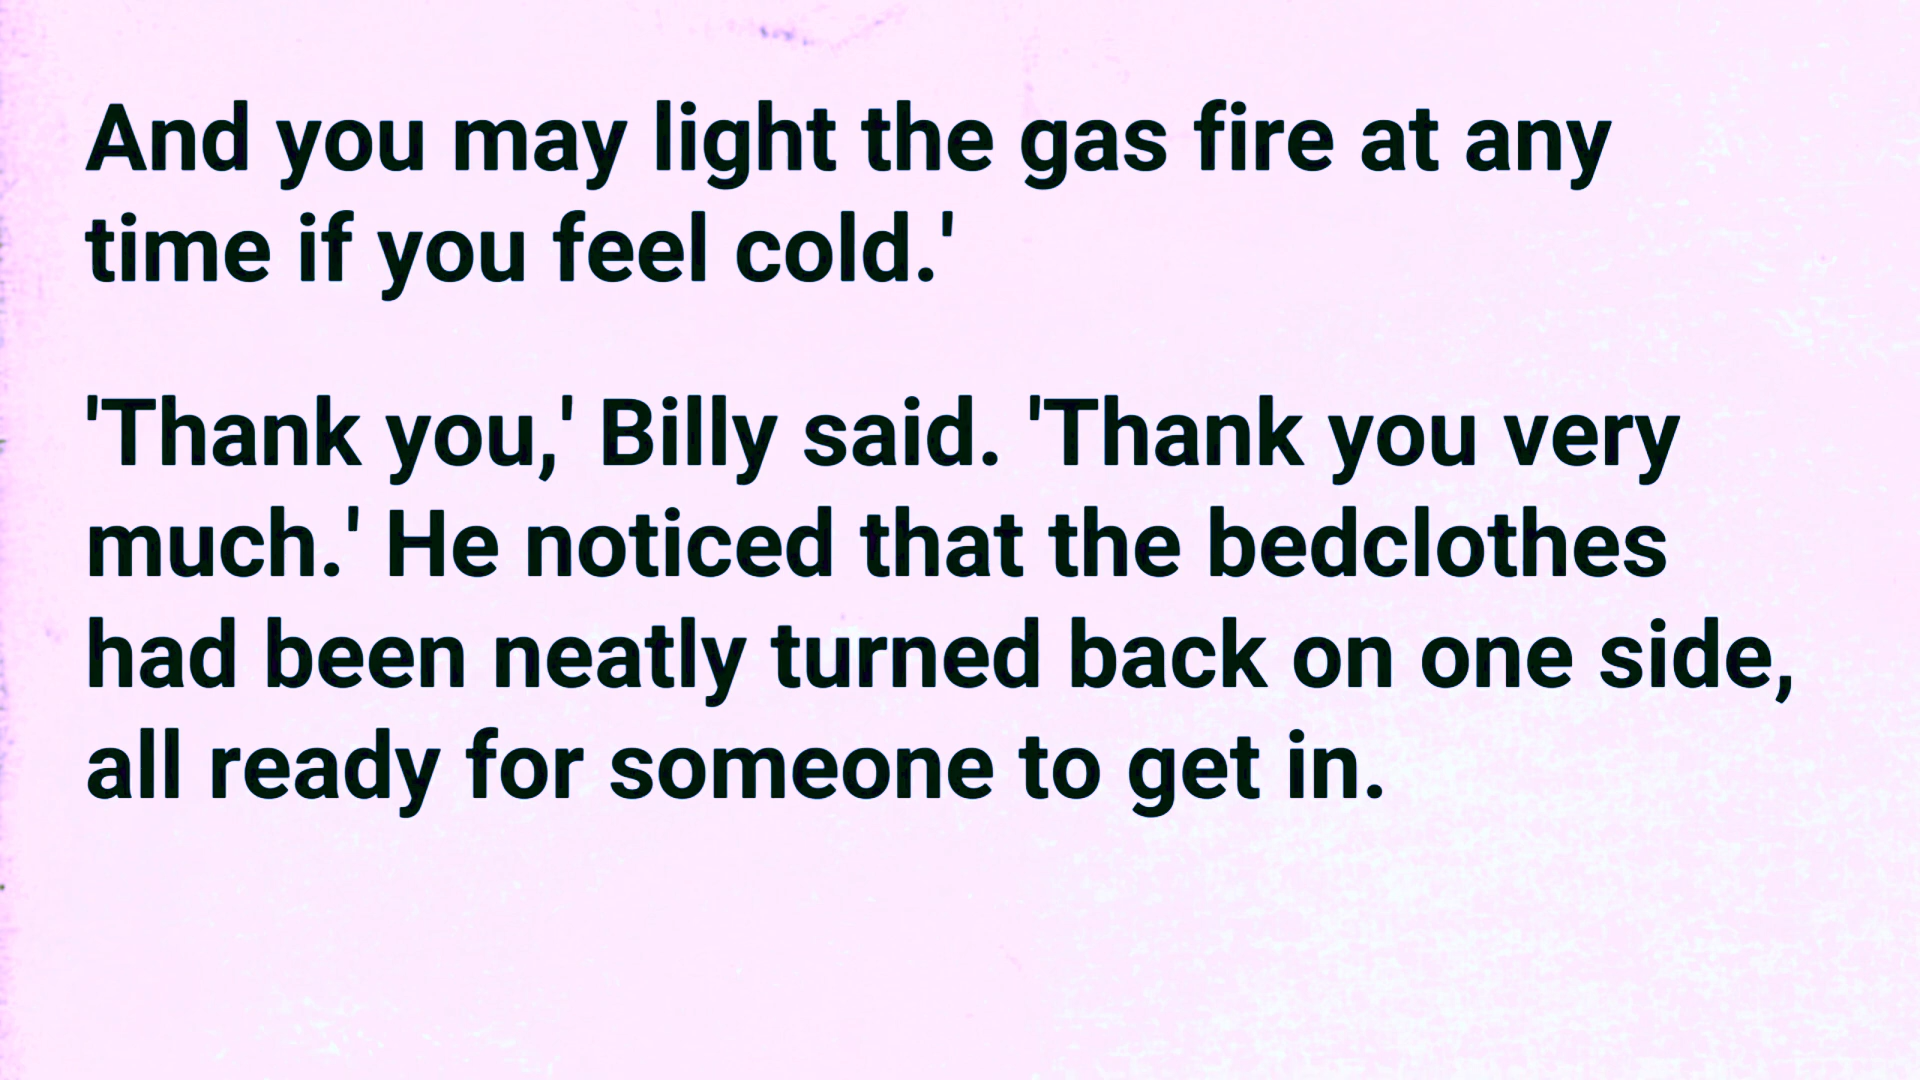 And you may light the gas fire at any
time if you feel cold.'
'Thank you,' Billy said. 'Thank you very
much.' He noticed that the bedclothes
had been neatly turned back on one side,
all ready for someone to get in.